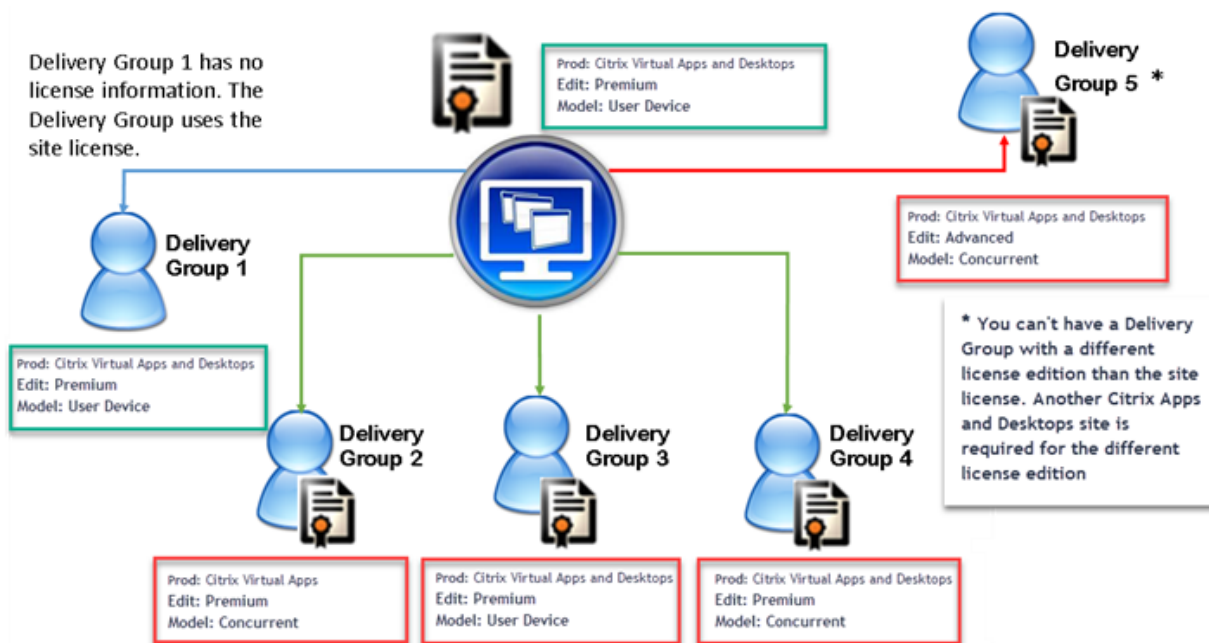 Delivery Group 1 has no
license information. The
Delivery Group uses the
site license.
Prod: Citrix Virtual Apps and Desktops
Edit: Premium
Model: User Device
Delivery
Group 5 *
Prod: Citrix Virtual Apps and Desktops
Edit: Advanced
Model: Concurrent
* You can't have a Delivery
Group with a different
license edition than the site
license. Another Citrix Apps
and Desktops site is
required for the different
license edition
Delivery
Group 1
Prod: Citrix Virtual Apps and Desktops
Edit: Premium
Model: User Device
Delivery
Group 2
Prod: Citrix Virtual Apps
Edit: Premium
Model: Concurrent
Delivery
Group 3
Prod: Citrix Virtual Apps and Desktops
Edit: Premium
Model: User Device
Delivery
Group 4
Prod: Citrix Virtual Apps and Desktops
Edit: Premium
Model: Concurrent